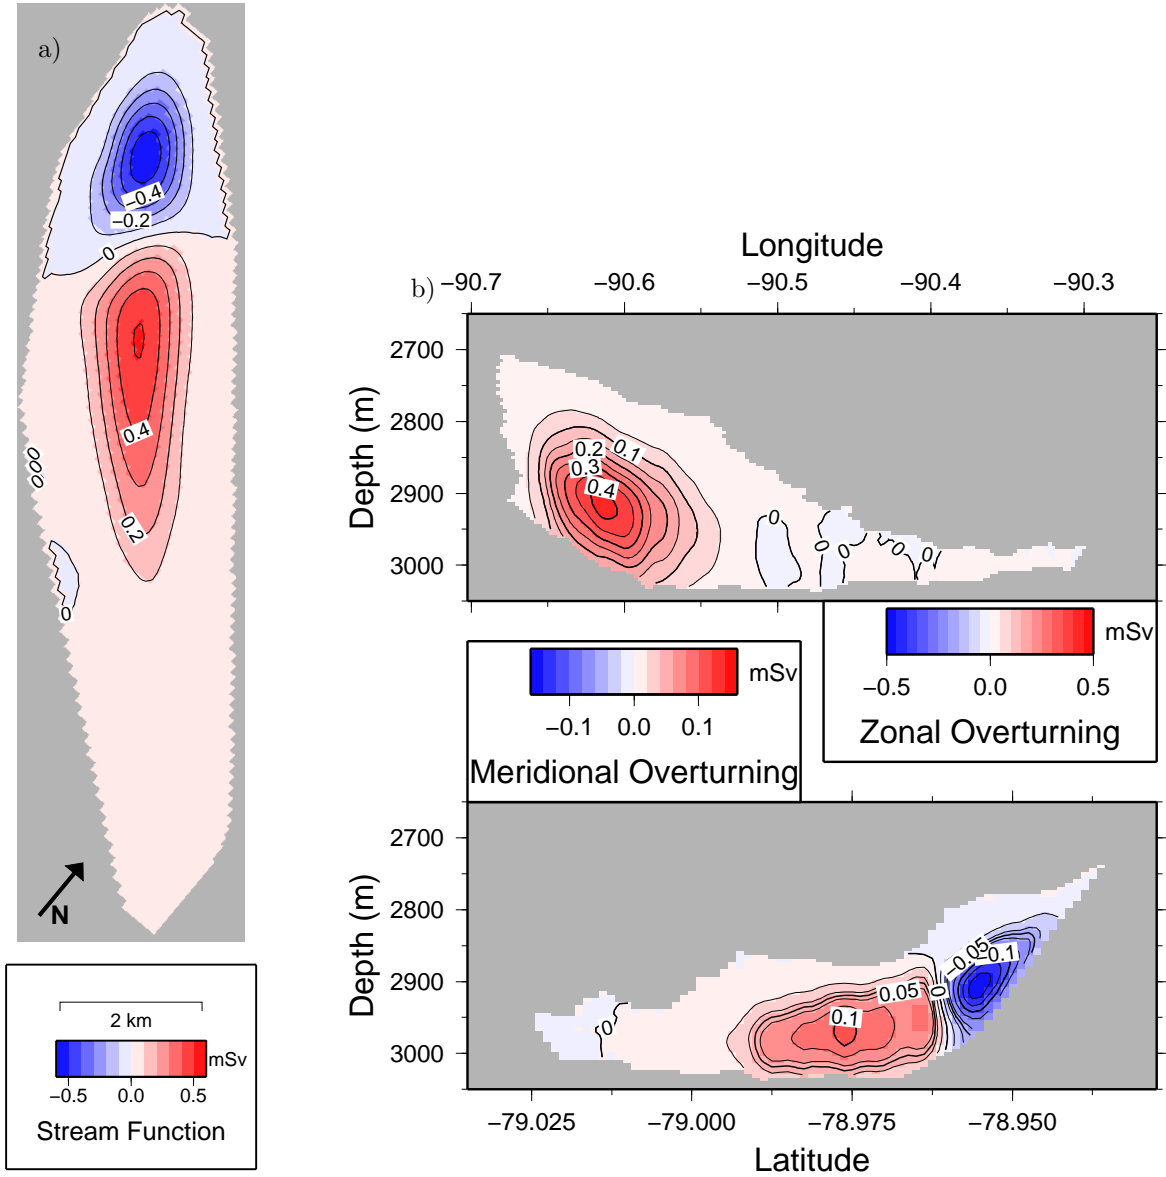 a)
−0.4
−0.2
0
0.4
0.2
0
0
0
0
N
2 km
mSv
−0.5 0.0 0.5
Stream Function
b)
Longitude
−90.7 −90.6 −90.5 −90.4 −90.3
Depth (m)
2700
2800
2900
3000
0.2 0.1
0.3
0.4
0 0 0 0 0
mSv
−0.5 0.0 0.5
Zonal Overturning
mSv
−0.1 0.0 0.1
Meridional Overturning
Depth (m)
2700
2800
2900
3000
0 0.1 0.05 0 −0.05 −0.1
−79.025 −79.000 −78.975 −78.950
Latitude